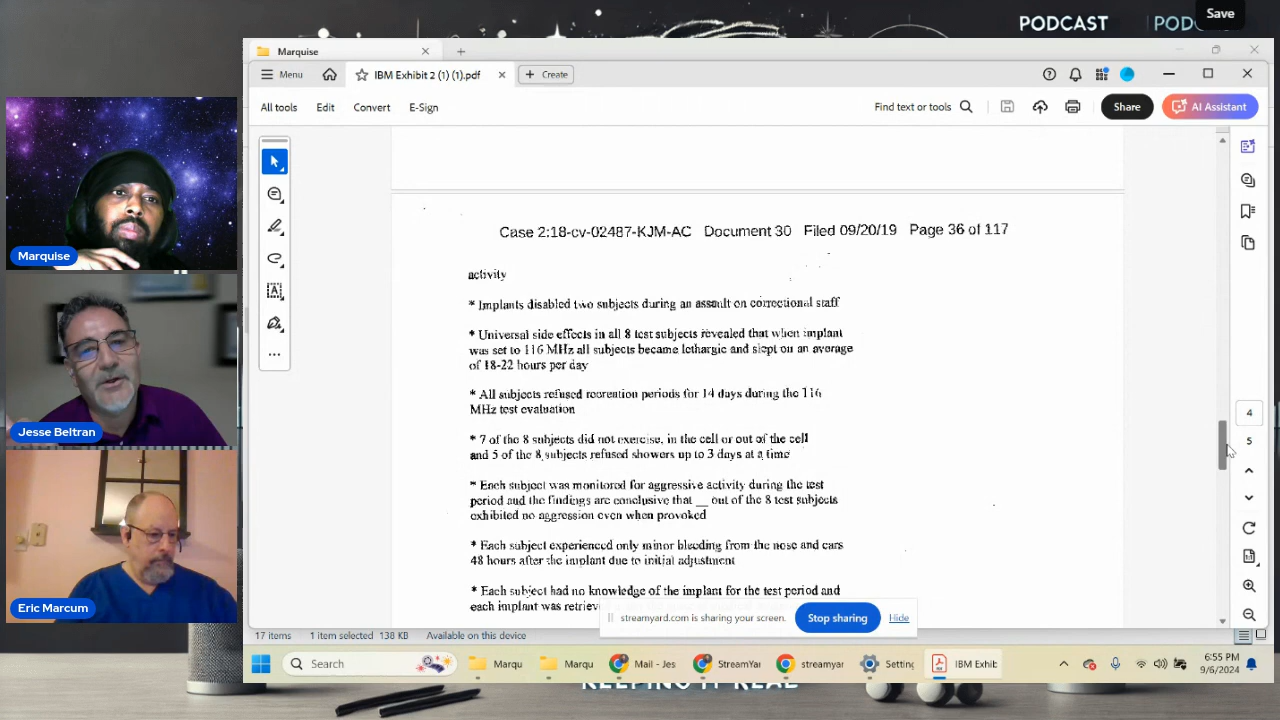 PODCAST
Save
Marquise
IBM Exhibit 2 (1) (1).pdf
Menu
Create
All tools
Edit
Convert
E-Sign
Find text or tools
Share
AI Assistant
Case 2:18-cv-02487-KJM-AC Document 30 Filed 09/20/19 Page 36 of 117
activity
* Implants disabled two subjects during an assault on correctional staff
* Universal side effects in all 8 test subjects revealed that when implant
was set to 116 MHz all subjects became lethargic and slept on an average
of 18-22 hours per day
* All subjects refused recreation periods for 14 days during the 116
MHz test evaluation
* 7 of the 8 subjects did not exercise, in the cell or out of the cell
and 5 of the 8 subjects refused showers up to 3 days at a time
* Each subject was monitored for aggressive activity during the test
period and the findings are conclusive that __ out of the 8 test subjects
exhibited no aggression even when provoked
* Each subject experienced only minor bleeding from the nose and ears
48 hours after the implant due to initial adjustment
* Each subject had no knowledge of the implant for the test period and
each implant was
4
5
streamyard.com is sharing your screen.
Stop sharing
Hide
17 items
1 item selected 138 KB
Available on this device
Search
Marqu
Marqu
Mail - Jes
StreamYar
streamyar
Setting
IBM Exhib
6:55 PM
9/6/2024
Marquise
Jesse Beltran
Eric Marcum
KEEPING IT REAL